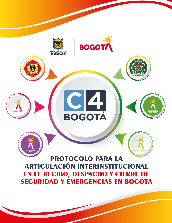 BOGOTÁ
C4
BOGOTÁ
PROTOCOLO PARA LA
ARTICULACIÓN INTERINSTITUCIONAL
EN EL RECIBO, DESPACHO Y CIERRE DE
SEGURIDAD Y EMERGENCIAS EN BOGOTÁ